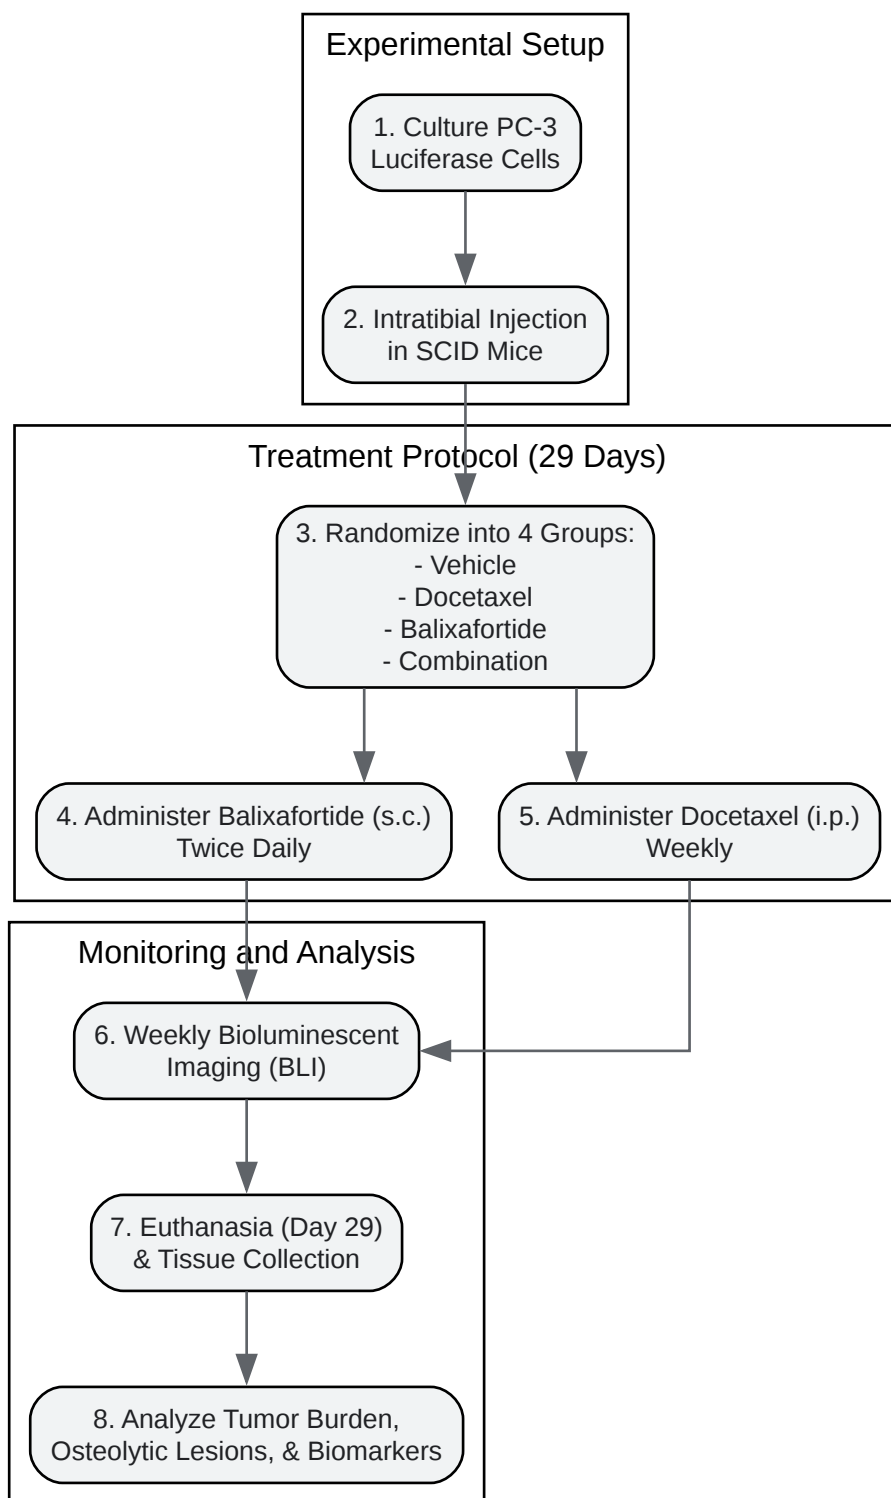 Experimental Setup
1. Culture PC-3
Luciferase Cells
2. Intratibial Injection
in SCID Mice
Treatment Protocol (29 Days)
3. Randomize into 4 Groups:
- Vehicle
- Docetaxel
- Balixafortide
- Combination
4. Administer Balixafortide (s.c.)
Twice Daily
5. Administer Docetaxel (i.p.)
Weekly
Monitoring and Analysis
6. Weekly Bioluminescent
Imaging (BLI)
7. Euthanasia (Day 29)
& Tissue Collection
8. Analyze Tumor Burden,
Osteolytic Lesions, & Biomarkers